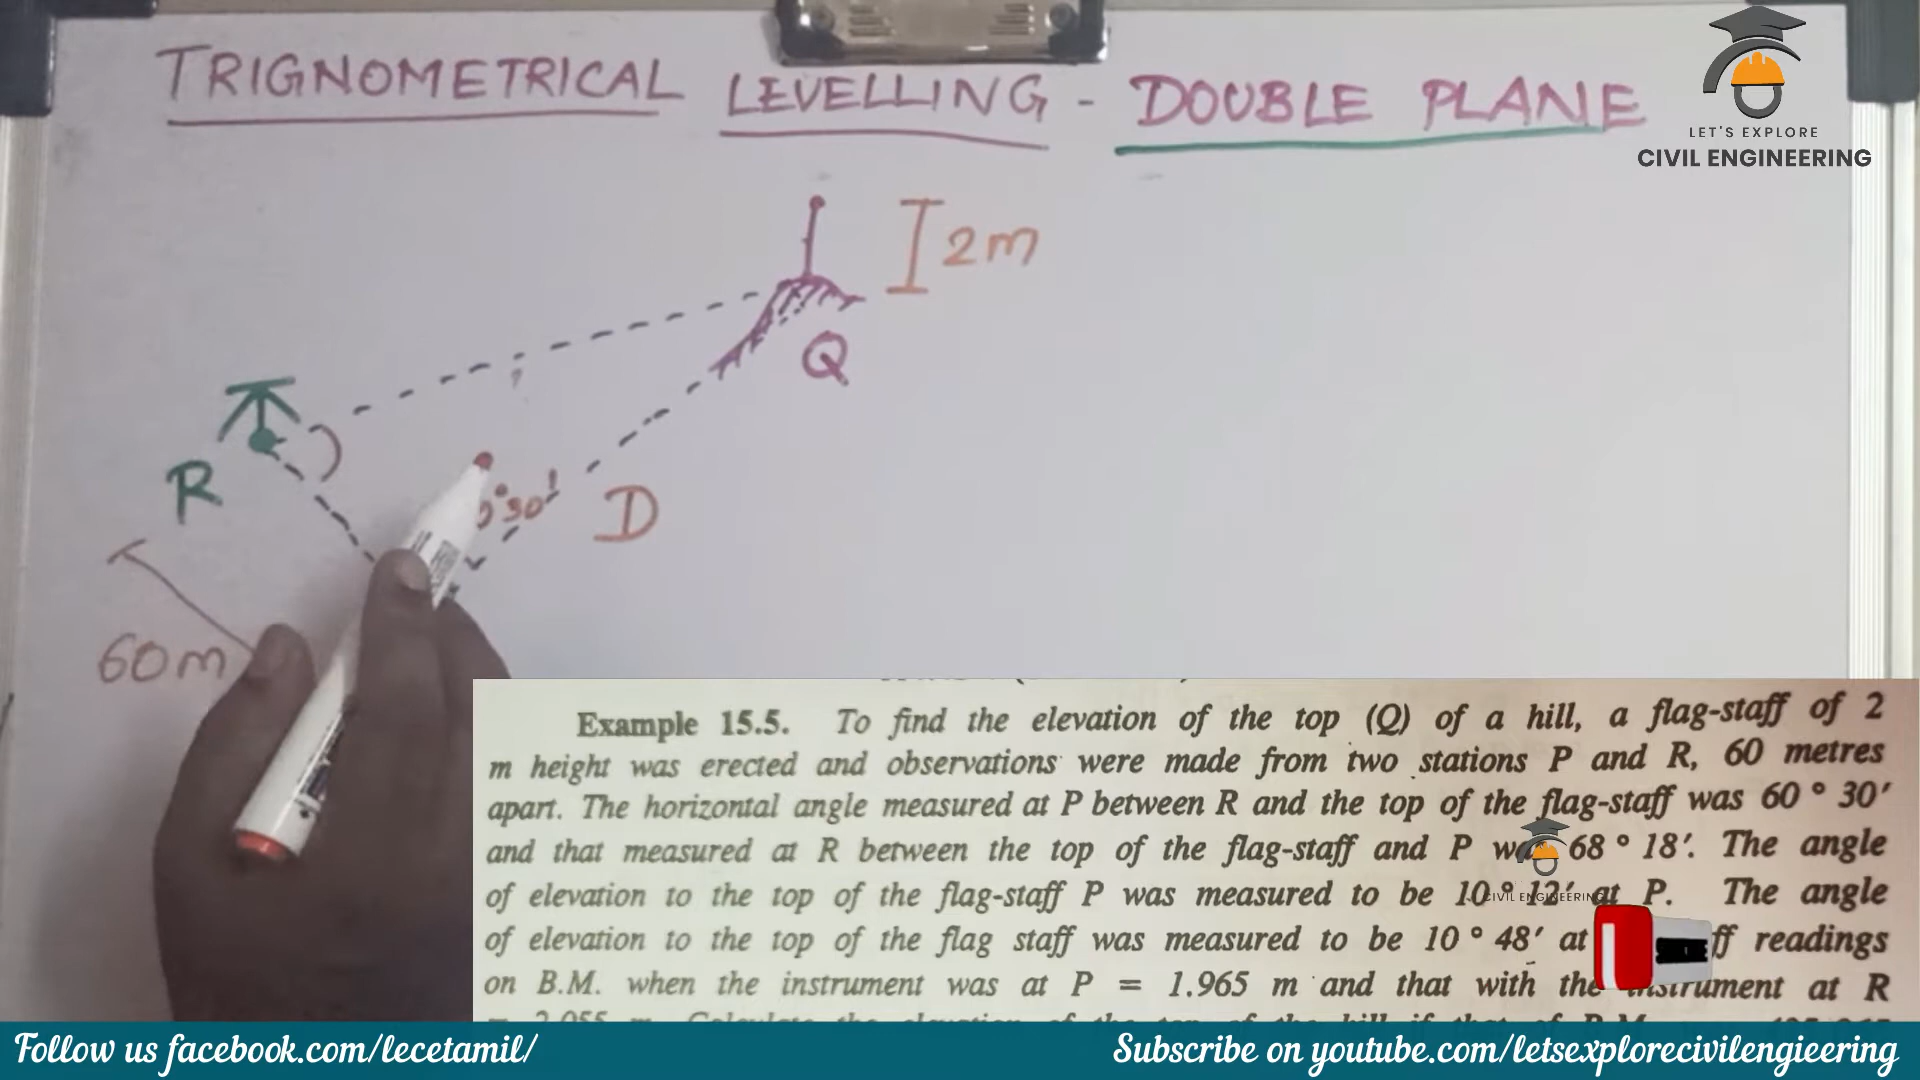 TRIGNOMETRICAL LEVELLING - DOUBLE PLANE
LET'S EXPLORE
CIVIL ENGINEERING
2m
Q
R
°30'
D
60m
Example 15.5. To find the elevation of the top (Q) of a hill, a flag-staff of 2
m height was erected and observations were made from two stations P and R, 60 metres
apart. The horizontal angle measured at P between R and the top of the flag-staff was 60 ° 30′
and that measured at R between the top of the flag-staff and P 68 ° 18′. The angle
of elevation to the top of the flag-staff P was measured to be 10 ° 12′ at P. The angle
of elevation to the top of the flag staff was measured to be 10 ° 48′ at readings
on B.M. when the instrument was at P = 1.965 m and that with the instrument at R
CIVIL ENGINEERING
Follow us facebook.com/lecetamil/
Subscribe on youtube.com/letsexplorecivilengieering